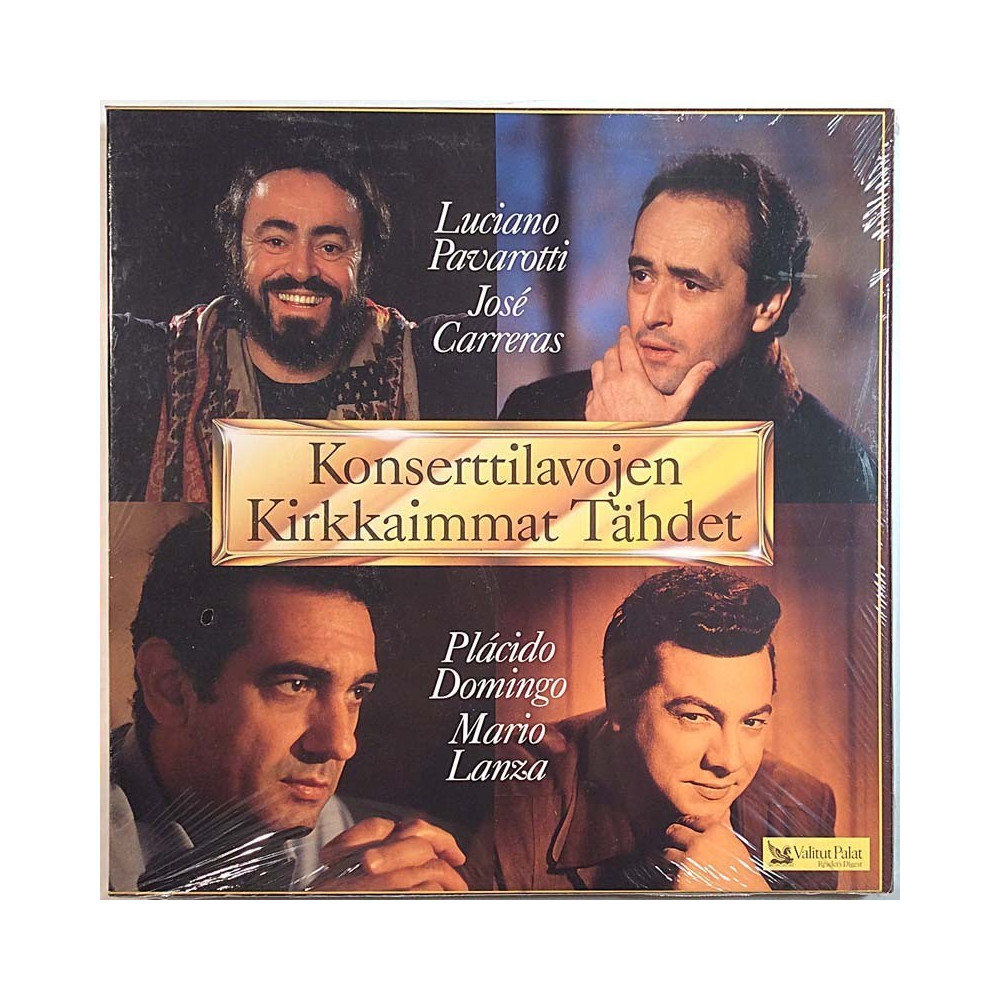 Luciano
Pavarotti
José
Carreras
Konserttilavojen
Kirkkaimmat Tähdet
Plácido
Domingo
Mario
Lanza
Valitut Palat
Reader's Digest